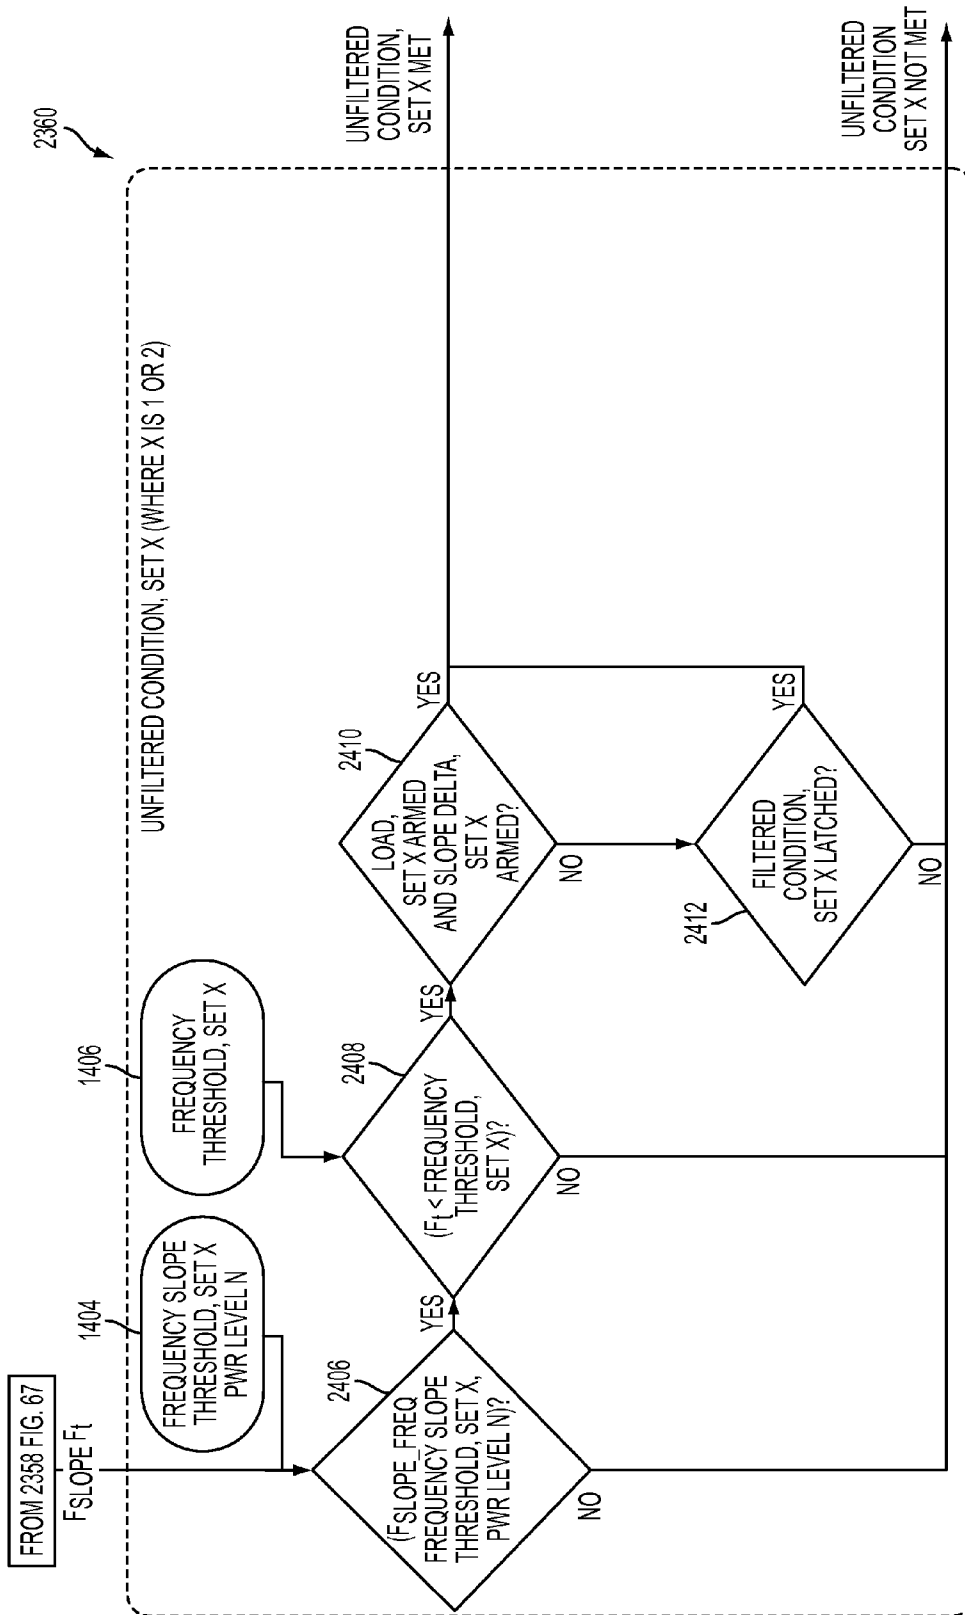 2360
FROM 2358 FIG. 67
FSLOPE Ft
UNFILTERED CONDITION, SET X (WHERE X IS 1 OR 2)
1404
FREQUENCY SLOPE
THRESHOLD, SET X
PWR LEVEL N
1406
FREQUENCY
THRESHOLD, SET X
2406
(FSLOPE_FREQ
FREQUENCY SLOPE
THRESHOLD, SET X,
PWR LEVEL N)?
YES
NO
2408
(Ft < FREQUENCY
THRESHOLD,
SET X)?
YES
NO
2410
LOAD,
SET X ARMED
AND SLOPE DELTA,
SET X
ARMED?
YES
NO
2412
FILTERED
CONDITION,
SET X LATCHED?
YES
NO
UNFILTERED
CONDITION,
SET X MET
UNFILTERED
CONDITION
SET X NOT MET